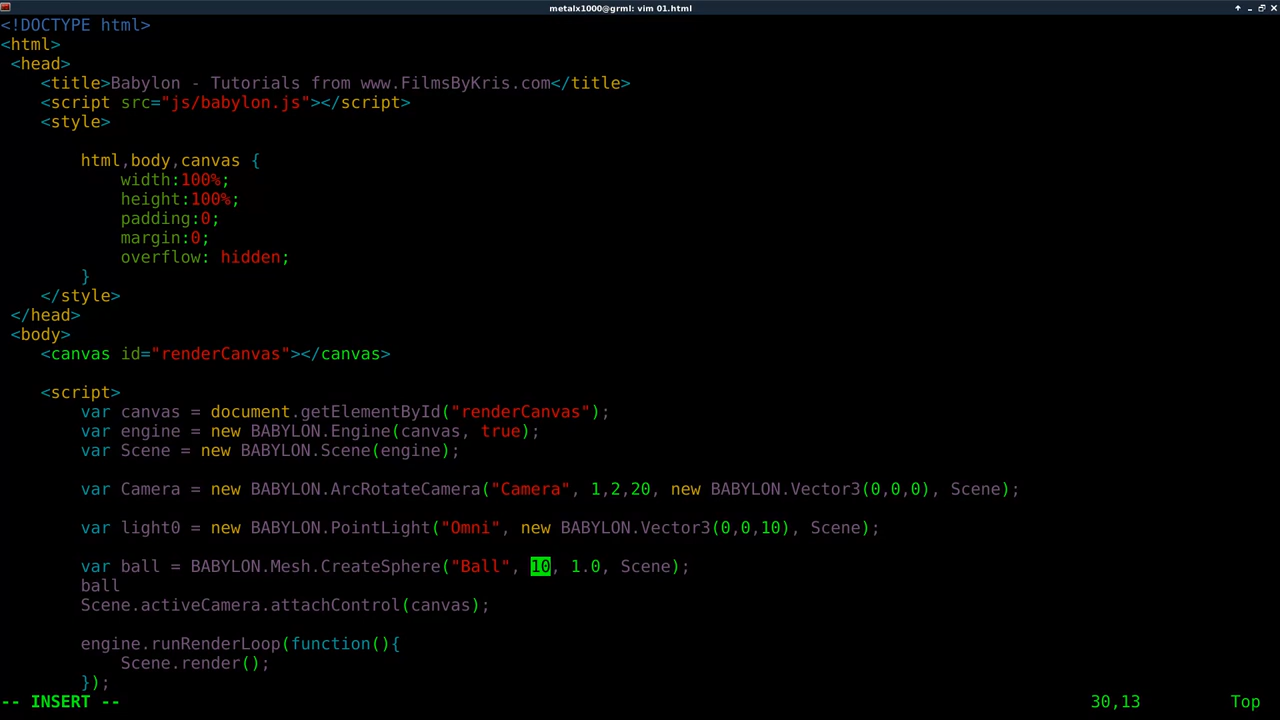 metalx1000@grml: vim 01.html
<!DOCTYPE html>
<html>
<head>
<title>Babylon - Tutorials from www.FilmsByKris.com</title>
<script src="js/babylon.js"></script>
<style>
html,body,canvas {
width:100%;
height:100%;
padding:0;
margin:0;
overflow: hidden;
}
</style>
</head>
<body>
<canvas id="renderCanvas"></canvas>
<script>
var canvas = document.getElementById("renderCanvas");
var engine = new BABYLON.Engine(canvas, true);
var Scene = new BABYLON.Scene(engine);
var Camera = new BABYLON.ArcRotateCamera("Camera", 1,2,20, new BABYLON.Vector3(0,0,0), Scene);
var light0 = new BABYLON.PointLight("Omni", new BABYLON.Vector3(0,0,10), Scene);
var ball = BABYLON.Mesh.CreateSphere("Ball", 10, 1.0, Scene);
ball
Scene.activeCamera.attachControl(canvas);
engine.runRenderLoop(function(){
Scene.render();
});
-- INSERT -- 30,13 Top